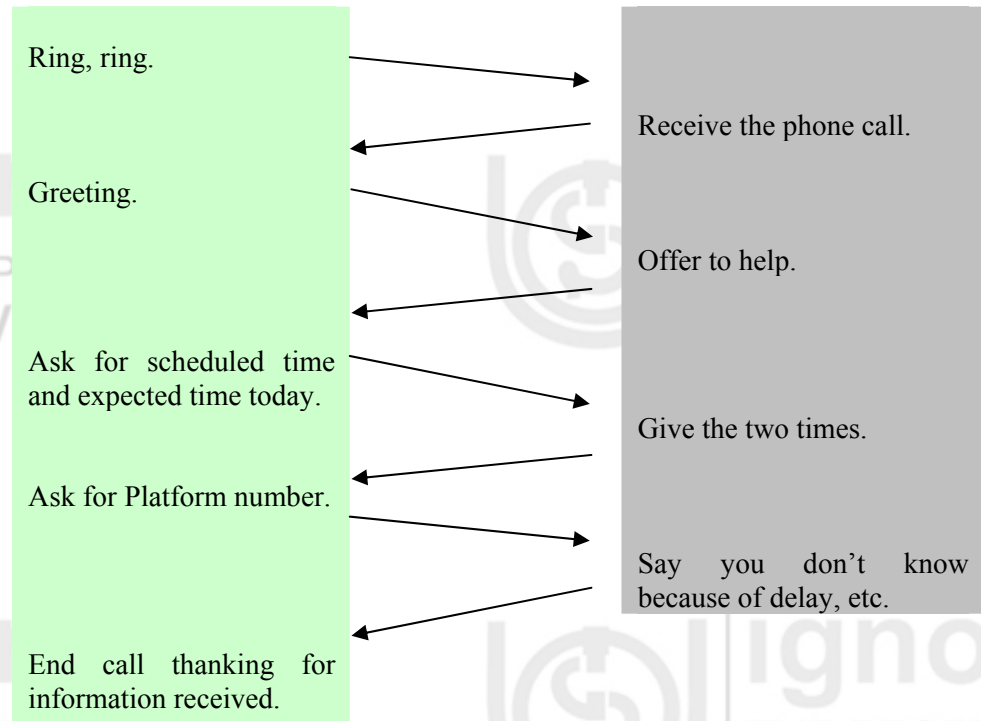 Ring, ring.
Receive the phone call.
Greeting.
Offer to help.
Ask for scheduled time
and expected time today.
Give the two times.
Ask for Platform number.
Say you don't know
because of delay, etc.
End call thanking for
information received.
igno